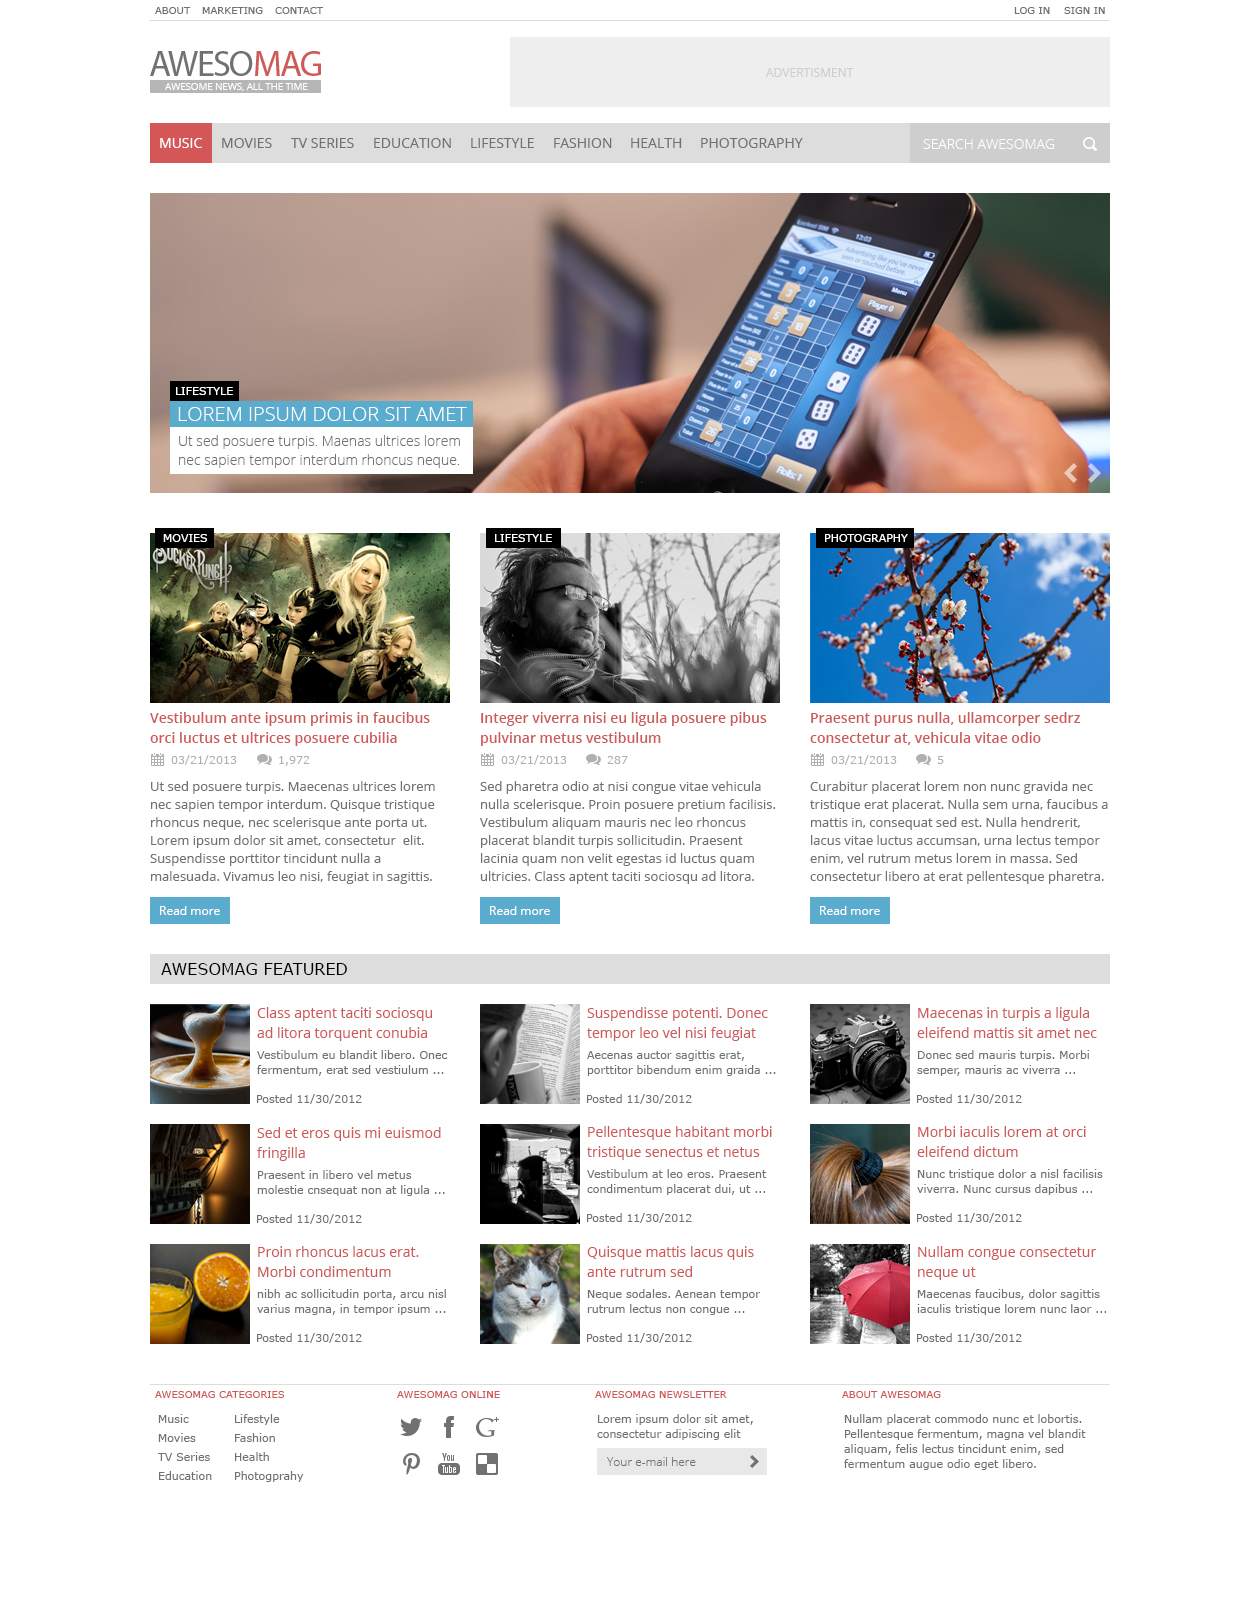 ABOUT MARKETING CONTACT LOG IN SIGN IN
AWESOMAG
AWESOME NEWS, ALL THE TIME
ADVERTISMENT
MUSIC MOVIES TV SERIES EDUCATION LIFESTYLE FASHION HEALTH PHOTOGRAPHY SEARCH AWESOMAG
13:03
Advertising like you've never
seen or touched before.
Menu
Player 0
Total
Rolls: 1
LIFESTYLE
LOREM IPSUM DOLOR SIT AMET
Ut sed posuere turpis. Maenas ultrices lorem
nec sapien tempor interdum rhoncus neque.
MOVIES
SUCKER PUNCH
Vestibulum ante ipsum primis in faucibus
orci luctus et ultrices posuere cubilia
03/21/2013 1,972
Ut sed posuere turpis. Maecenas ultrices lorem
nec sapien tempor interdum. Quisque tristique
rhoncus neque, nec scelerisque ante porta ut.
Lorem ipsum dolor sit amet, consectetur elit.
Suspendisse porttitor tincidunt nulla a
malesuada. Vivamus leo nisi, feugiat in sagittis.
Read more
LIFESTYLE
Integer viverra nisi eu ligula posuere pibus
pulvinar metus vestibulum
03/21/2013 287
Sed pharetra odio at nisi congue vitae vehicula
nulla scelerisque. Proin posuere pretium facilisis.
Vestibulum aliquam mauris nec leo rhoncus
placerat blandit turpis sollicitudin. Praesent
lacinia quam non velit egestas id luctus quam
ultricies. Class aptent taciti sociosqu ad litora.
Read more
PHOTOGRAPHY
Praesent purus nulla, ullamcorper sedrz
consectetur at, vehicula vitae odio
03/21/2013 5
Curabitur placerat lorem non nunc gravida nec
tristique erat placerat. Nulla sem urna, faucibus a
mattis in, consequat sed est. Nulla hendrerit,
lacus vitae luctus accumsan, urna lectus tempor
enim, vel rutrum metus lorem in massa. Sed
consectetur libero at erat pellentesque pharetra.
Read more
AWESOMAG FEATURED
Class aptent taciti sociosqu
ad litora torquent conubia
Vestibulum eu blandit libero. Onec
fermentum, erat sed vestiulum ...
Posted 11/30/2012
Suspendisse potenti. Donec
tempor leo vel nisi feugiat
Aecenas auctor sagittis erat,
porttitor bibendum enim graida ...
Posted 11/30/2012
Maecenas in turpis a ligula
eleifend mattis sit amet nec
Donec sed mauris turpis. Morbi
semper, mauris ac viverra ...
Posted 11/30/2012
Sed et eros quis mi euismod
fringilla
Praesent in libero vel metus
molestie cnsequat non at ligula ...
Posted 11/30/2012
Pellentesque habitant morbi
tristique senectus et netus
Vestibulum at leo eros. Praesent
condimentum placerat dui, ut ...
Posted 11/30/2012
Morbi iaculis lorem at orci
eleifend dictum
Nunc tristique dolor a nisl facilisis
viverra. Nunc cursus dapibus ...
Posted 11/30/2012
Proin rhoncus lacus erat.
Morbi condimentum
nibh ac sollicitudin porta, arcu nisl
varius magna, in tempor ipsum ...
Posted 11/30/2012
Quisque mattis lacus quis
ante rutrum sed
Neque sodales. Aenean tempor
rutrum lectus non congue ...
Posted 11/30/2012
Nullam congue consectetur
neque ut
Maecenas faucibus, dolor sagittis
iaculis tristique lorem nunc laor ...
Posted 11/30/2012
AWESOMAG CATEGORIES
Music Lifestyle
Movies Fashion
TV Series Health
Education Photogprahy
AWESOMAG ONLINE
You
Tube
AWESOMAG NEWSLETTER
Lorem ipsum dolor sit amet,
consectetur adipiscing elit
Your e-mail here
ABOUT AWESOMAG
Nullam placerat commodo nunc et lobortis.
Pellentesque fermentum, magna vel blandit
aliquam, felis lectus tincidunt enim, sed
fermentum augue odio eget libero.